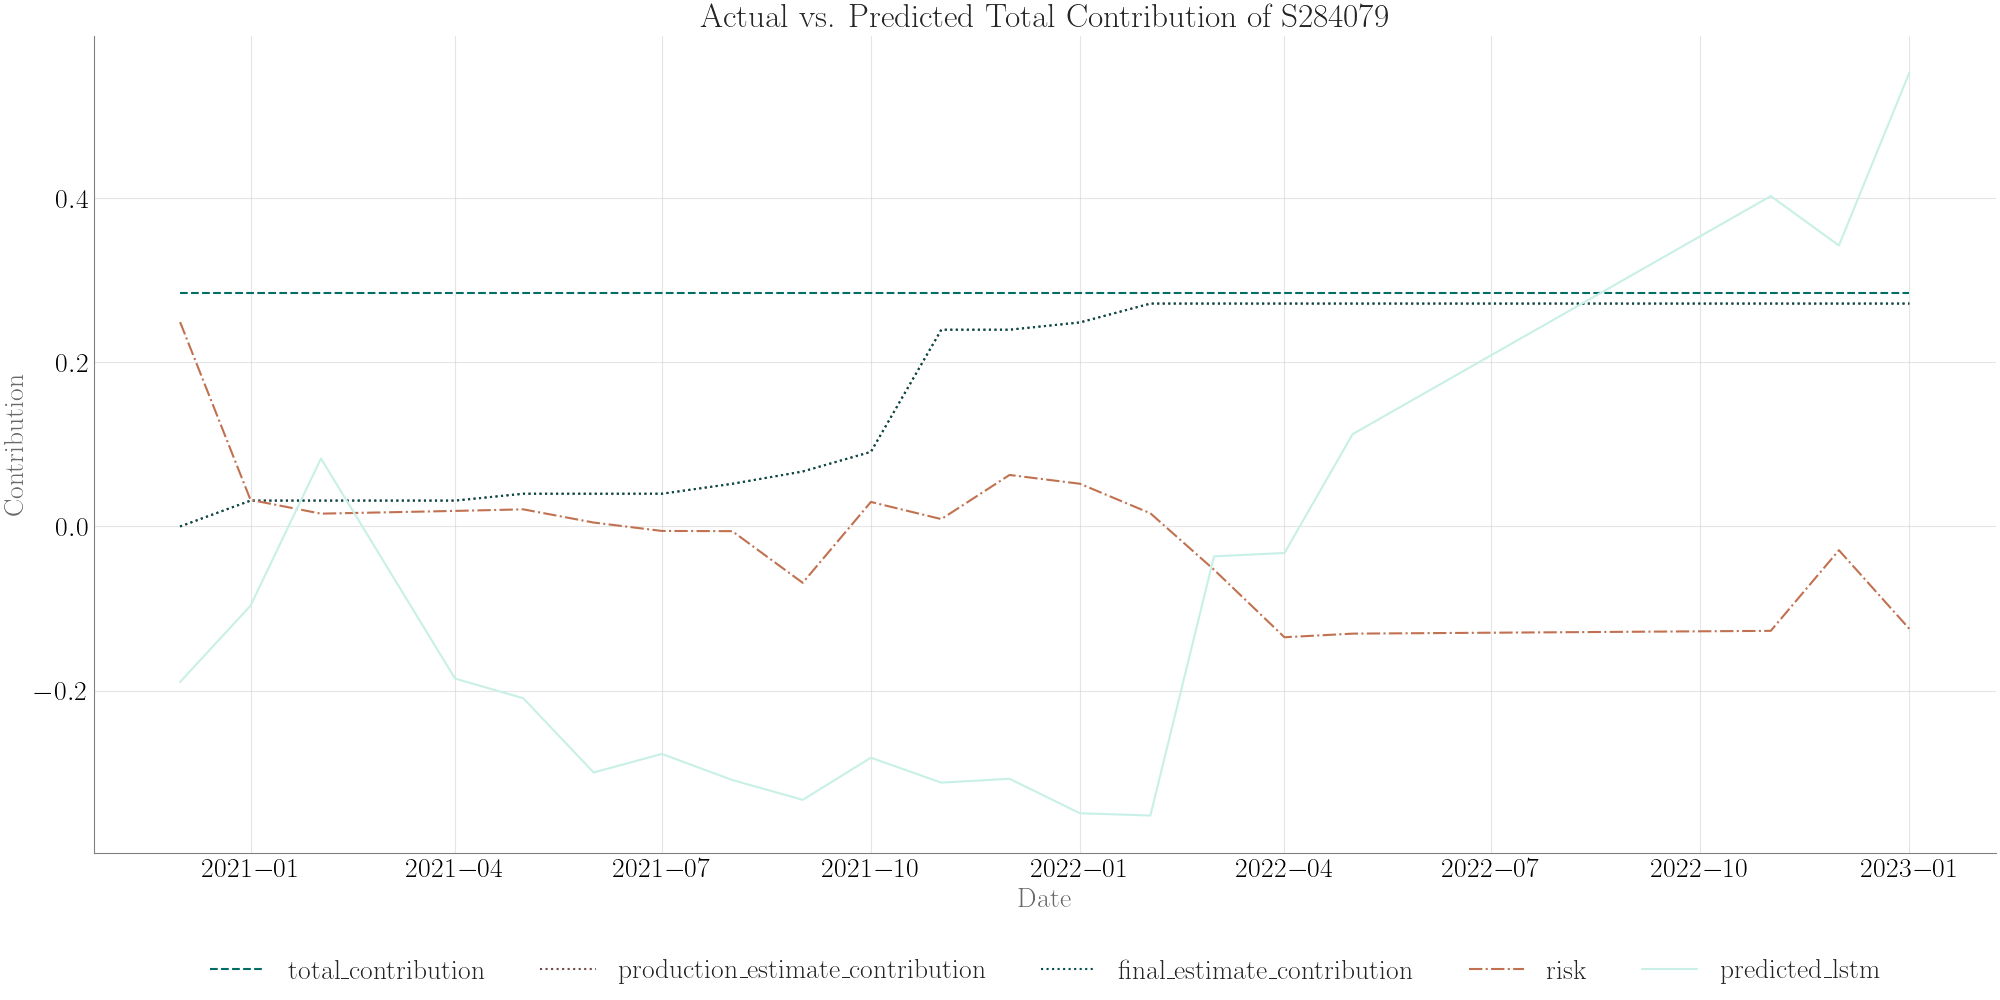 Actual vs. Predicted Total Contribution of S284079
Contribution
0.4
0.2
0.0
−0.2
2021−01 2021−04 2021−07 2021−10 2022−01 2022−04 2022−07 2022−10 2023−01
Date
total_contribution production_estimate_contribution final_estimate_contribution risk predicted_lstm